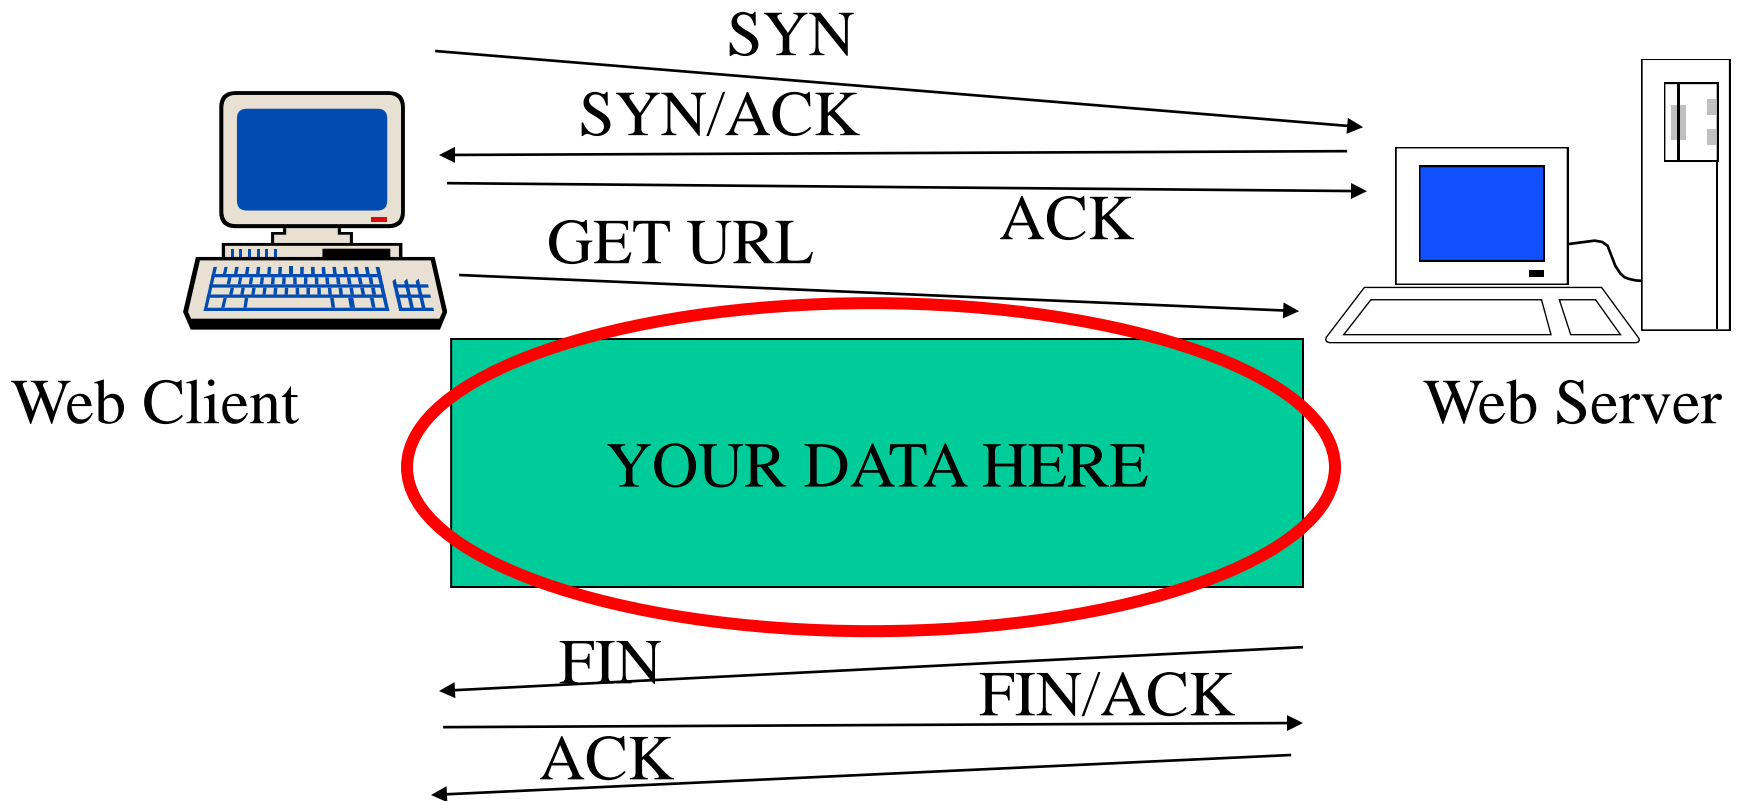 SYN
SYN/ACK
ACK
GET URL
Web Client
Web Server
YOUR DATA HERE
FIN
FIN/ACK
ACK